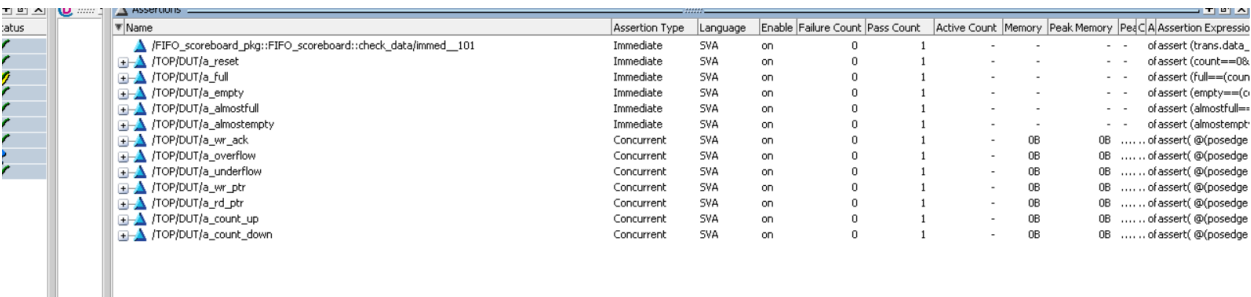 atus
Assertions
Name Assertion Type Language Enable Failure Count Pass Count Active Count Memory Peak Memory Pea C A Assertion Expressio
/FIFO_scoreboard_pkg::FIFO_scoreboard::check_data/immed__101 Immediate SVA on 0 1 - - - - of assert (trans.data_
/TOP/DUT/a_reset Immediate SVA on 0 1 - - - - of assert (count==0&
/TOP/DUT/a_full Immediate SVA on 0 1 - - - - of assert (full==(coun
/TOP/DUT/a_empty Immediate SVA on 0 1 - - - - of assert (empty==(c
/TOP/DUT/a_almostfull Immediate SVA on 0 1 - - - - of assert (almostfull==
/TOP/DUT/a_almostempty Immediate SVA on 0 1 - - - - of assert (almostempt
/TOP/DUT/a_wr_ack Concurrent SVA on 0 1 - 0B 0B .... .. of assert( @(posedge
/TOP/DUT/a_overflow Concurrent SVA on 0 1 - 0B 0B .... .. of assert( @(posedge
/TOP/DUT/a_underflow Concurrent SVA on 0 1 - 0B 0B .... .. of assert( @(posedge
/TOP/DUT/a_wr_ptr Concurrent SVA on 0 1 - 0B 0B .... .. of assert( @(posedge
/TOP/DUT/a_rd_ptr Concurrent SVA on 0 1 - 0B 0B .... .. of assert( @(posedge
/TOP/DUT/a_count_up Concurrent SVA on 0 1 - 0B 0B .... .. of assert( @(posedge
/TOP/DUT/a_count_down Concurrent SVA on 0 1 - 0B 0B .... .. of assert( @(posedge